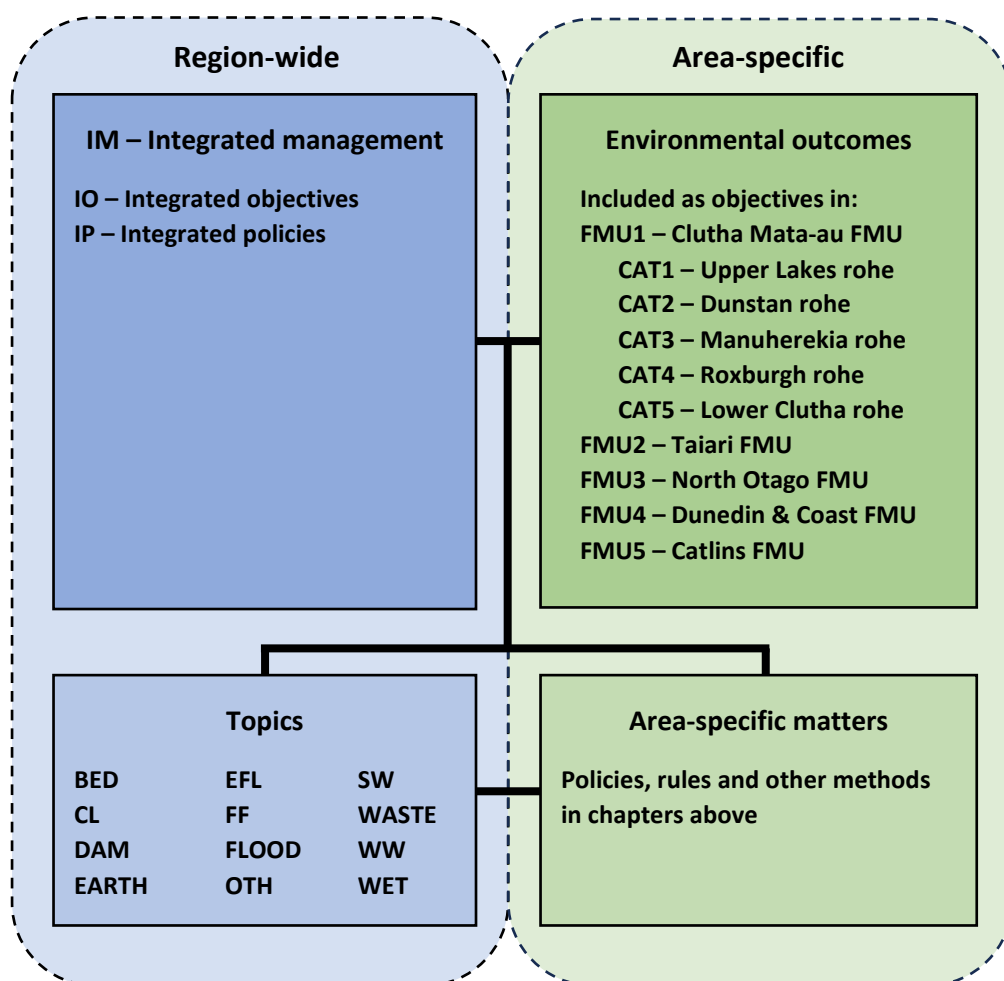 Region-wide
IM – Integrated management
IO – Integrated objectives
IP – Integrated policies
Area-specific
Environmental outcomes
Included as objectives in:
FMU1 – Clutha Mata-au FMU
CAT1 – Upper Lakes rohe
CAT2 – Dunstan rohe
CAT3 – Manuherekia rohe
CAT4 – Roxburgh rohe
CAT5 – Lower Clutha rohe
FMU2 – Taiari FMU
FMU3 – North Otago FMU
FMU4 – Dunedin & Coast FMU
FMU5 – Catlins FMU
Topics
BED EFL SW
CL FF WASTE
DAM FLOOD WW
EARTH OTH WET
Area-specific matters
Policies, rules and other methods
in chapters above